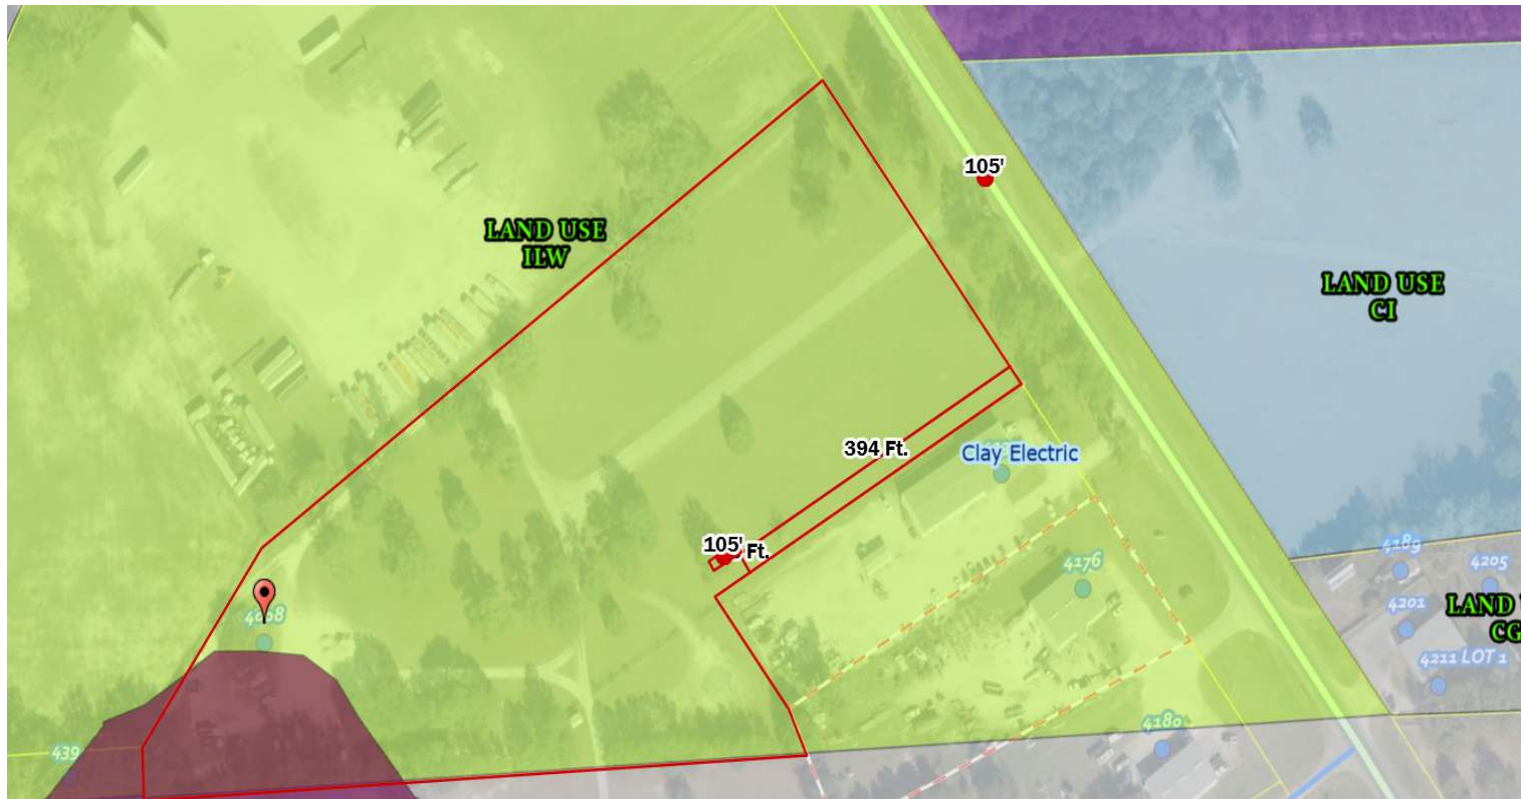 105'
LAND USE
ILW
LAND USE
CI
394 Ft.
Clay Electric
105'
Ft.
4189
4176
4205
4201
LAND
CG
4211 LOT 1
4180
439